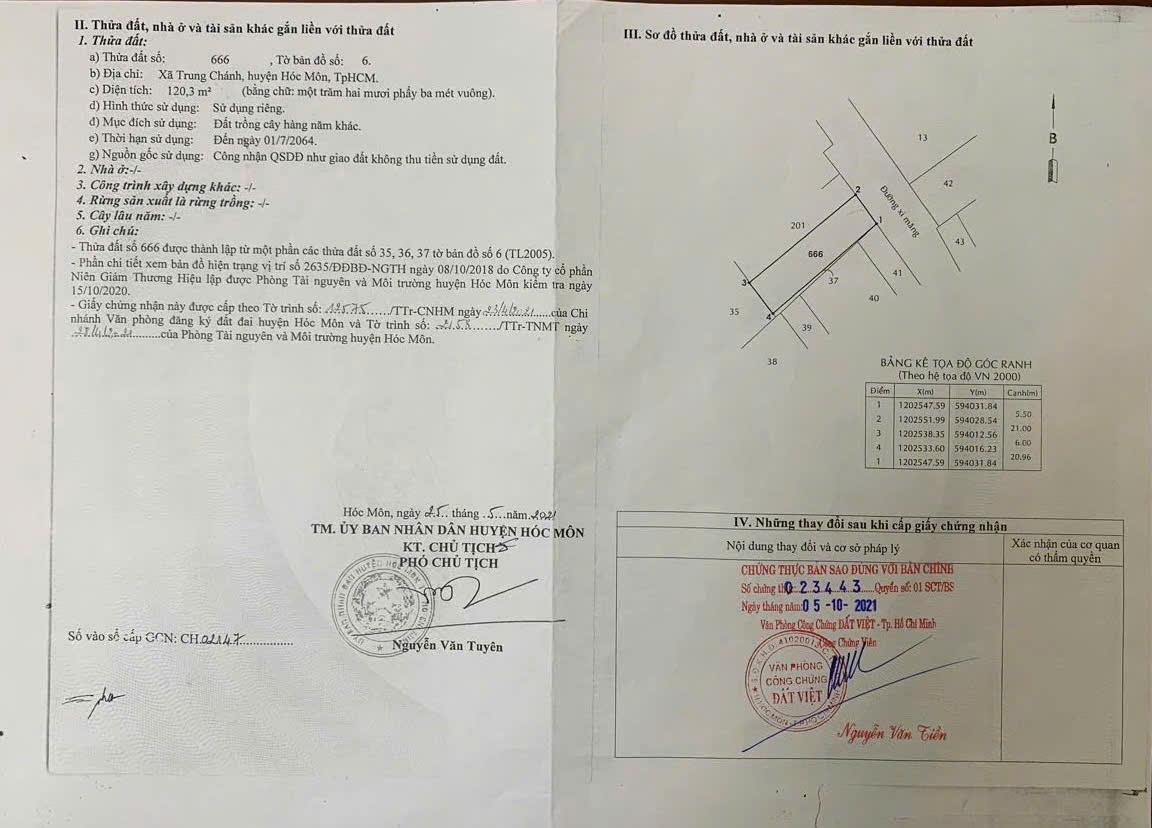 II. Thửa đất, nhà ở và tài sản khác gắn liền với thửa đất
1. Thửa đất:
a) Thửa đất số: 666 , Tờ bản đồ số: 6.
b) Địa chỉ: Xã Trung Chánh, huyện Hóc Môn, TpHCM.
c) Diện tích: 120,3 m² (bằng chữ: một trăm hai mươi phẩy ba mét vuông).
d) Hình thức sử dụng: Sử dụng riêng.
đ) Mục đích sử dụng: Đất trồng cây hàng năm khác.
e) Thời hạn sử dụng: Đến ngày 01/7/2064.
g) Nguồn gốc sử dụng: Công nhận QSDĐ như giao đất không thu tiền sử dụng đất.
2. Nhà ở:-/-
3. Công trình xây dựng khác: -/-
4. Rừng sản xuất là rừng trồng: -/-
5. Cây lâu năm: -/-
6. Ghi chú:
- Thửa đất số 666 được thành lập từ một phần các thửa đất số 35, 36, 37 tờ bản đồ số 6 (TL2005).
- Phần chi tiết xem bản đồ hiện trạng vị trí số 2635/ĐĐBĐ-NGTH ngày 08/10/2018 do Công ty cổ phần
Niên Giám Thương Hiệu lập được Phòng Tài nguyên và Môi trường huyện Hóc Môn kiểm tra ngày
15/10/2020.
- Giấy chứng nhận này được cấp theo Tờ trình số: 12575....../TTr-CNHM ngày 23/4/2021.....của Chi
nhánh Văn phòng đăng ký đất đai huyện Hóc Môn và Tờ trình số: 2158......./TTr-TNMT ngày
.........của Phòng Tài nguyên và Môi trường huyện Hóc Môn.
Hóc Môn, ngày 25.. tháng .5...năm.2021
TM. ỦY BAN NHÂN DÂN HUYỆN HÓC MÔN
KT. CHỦ TỊCH
PHÓ CHỦ TỊCH
Nguyễn Văn Tuyên
Số vào sổ cấp GCN: CH.02147..............
III. Sơ đồ thửa đất, nhà ở và tài sản khác gắn liền với thửa đất
B
13
42
43
Đường xi măng
2
1
201
666
41
37
40
3
35
4
39
38
BẢNG KÊ TỌA ĐỘ GÓC RANH
(Theo hệ tọa độ VN 2000)
Điểm X(m) Y(m) Cạnh(m)
1 1202547.59 594031.84
5.50
2 1202551.99 594028.54
21.00
3 1202538.35 594012.56
6.00
4 1202533.60 594016.23
20.96
1 1202547.59 594031.84
IV. Những thay đổi sau khi cấp giấy chứng nhận
Nội dung thay đổi và cơ sở pháp lý
Xác nhận của cơ quan
có thẩm quyền
CHỨNG THỰC BẢN SAO ĐÚNG VỚI BẢN CHÍNH
Số chứng thực 023443.....Quyển số: 01 SCT/BS
Ngày tháng năm: 05-10-2021
Văn Phòng Công Chứng ĐẤT VIỆT - Tp. Hồ Chí Minh
Công Chứng Viên
VĂN PHÒNG
CÔNG CHỨNG
ĐẤT VIỆT
Nguyễn Văn Tiền